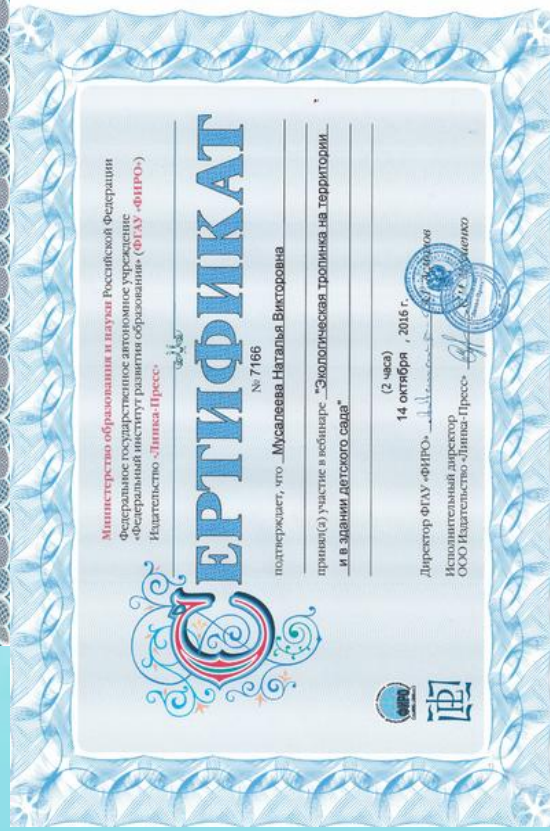 Министерство образования и науки Российской Федерации
Федеральное государственное автономное учреждение
«Федеральный институт развития образования» (ФГАУ «ФИРО»)
Издательство «Линка-Пресс»
СЕРТИФИКАТ
№ 7166
подтверждает, что Мусалеева Наталья Викторовна
принял(а) участие в вебинаре "Экологическая тропинка на территории
и в здании детского сада"
(2 часа)
14 октября , 2016 г.
Директор ФГАУ «ФИРО»
Исполнительный директор
ООО Издательство «Линка-Пресс»
ФИРО